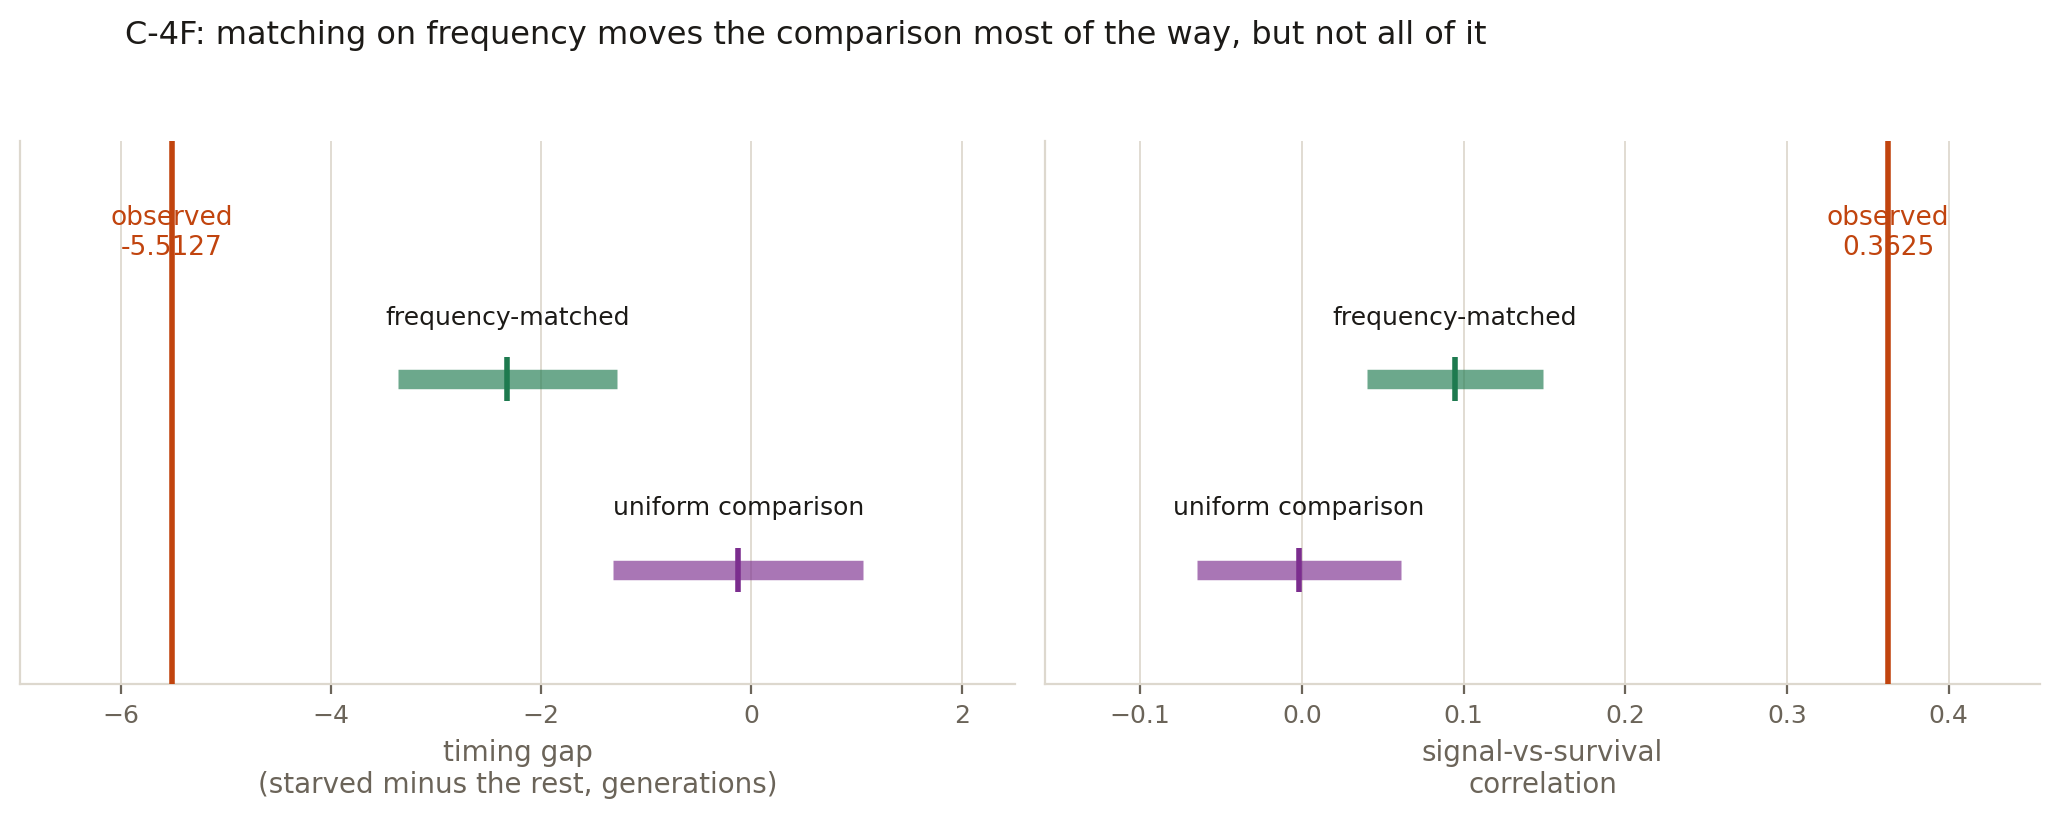 C-4F: matching on frequency moves the comparison most of the way, but not all of it
observed
-5.5127
frequency-matched
uniform comparison
−6 −4 −2 0 2
timing gap
(starved minus the rest, generations)
observed
0.3625
frequency-matched
uniform comparison
−0.1 0.0 0.1 0.2 0.3 0.4
signal-vs-survival
correlation